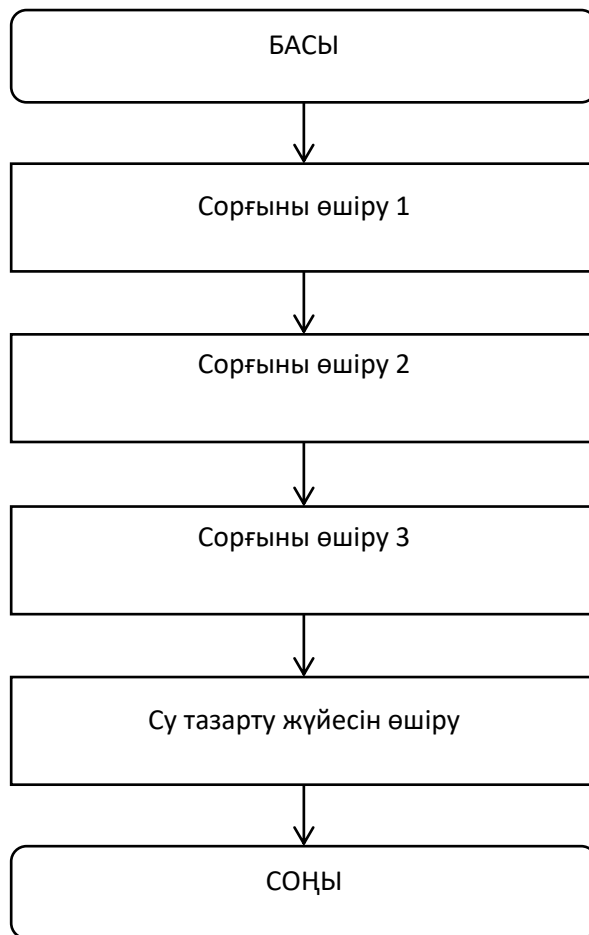 БАСЫ
Сорғыны өшіру 1
Сорғыны өшіру 2
Сорғыны өшіру 3
Су тазарту жүйесін өшіру
СОҢЫ